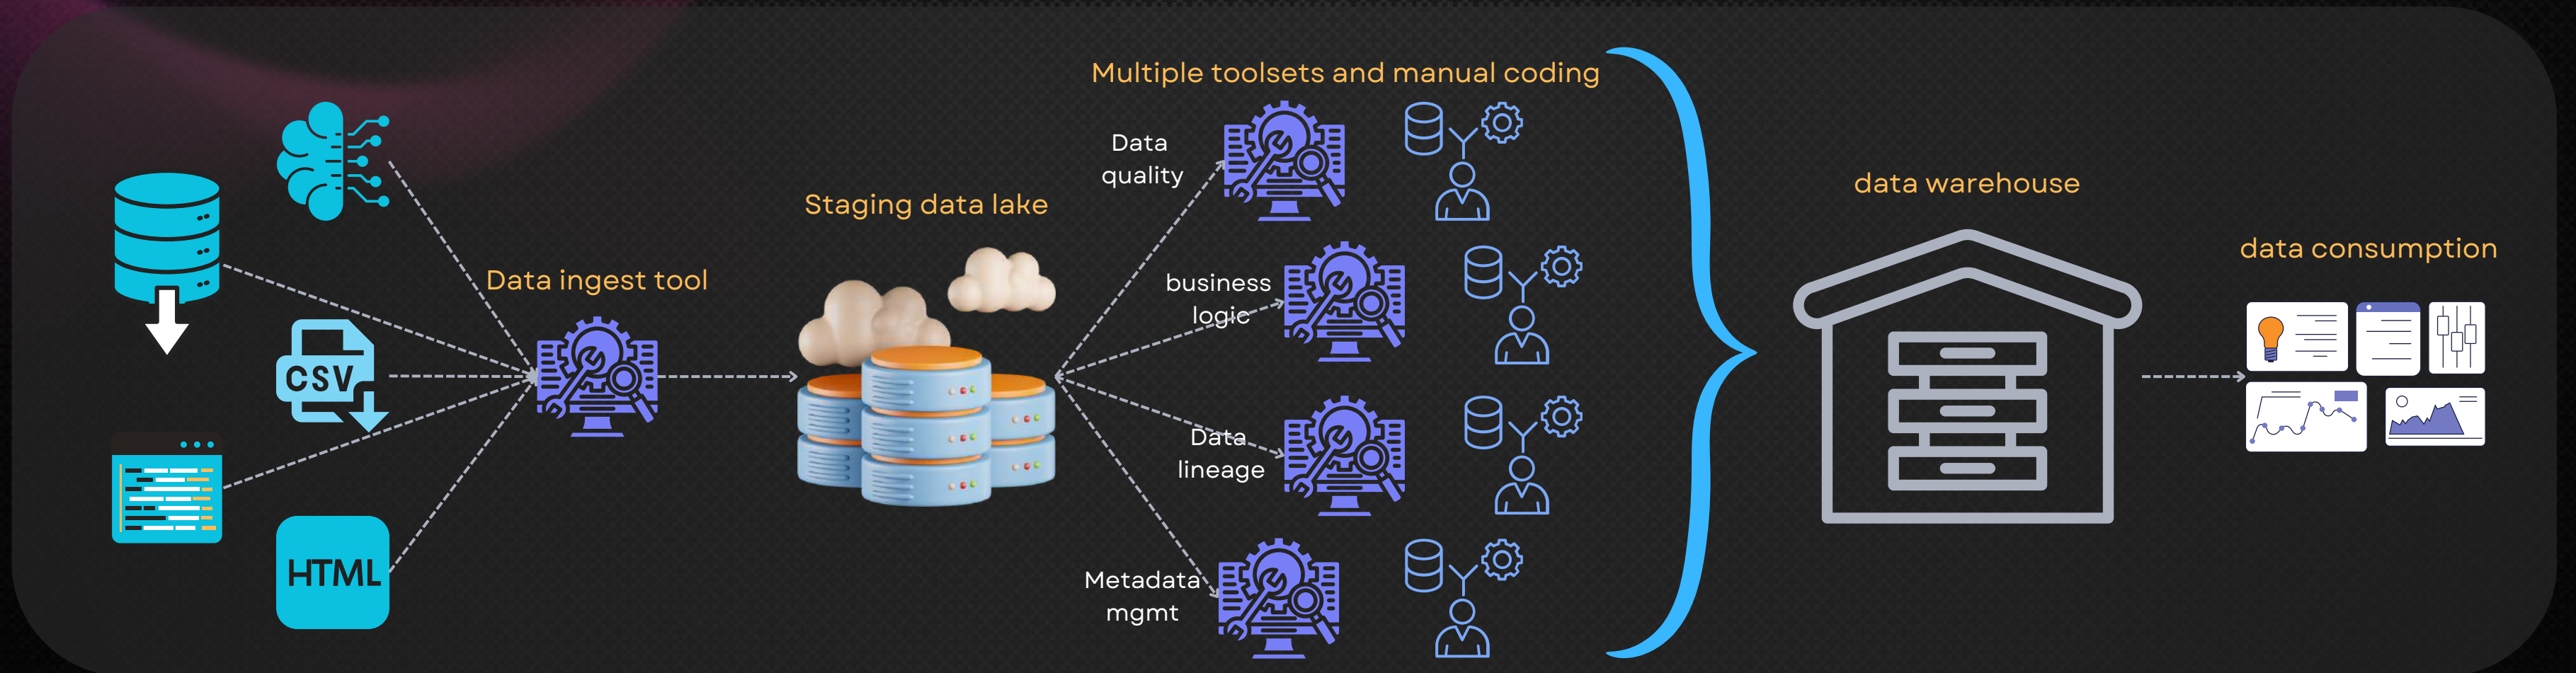 Multiple toolsets and manual coding
Data
quality
business
logic
Data
lineage
Metadata
mgmt
Staging data lake
Data ingest tool
CSV
HTML
data warehouse
data consumption